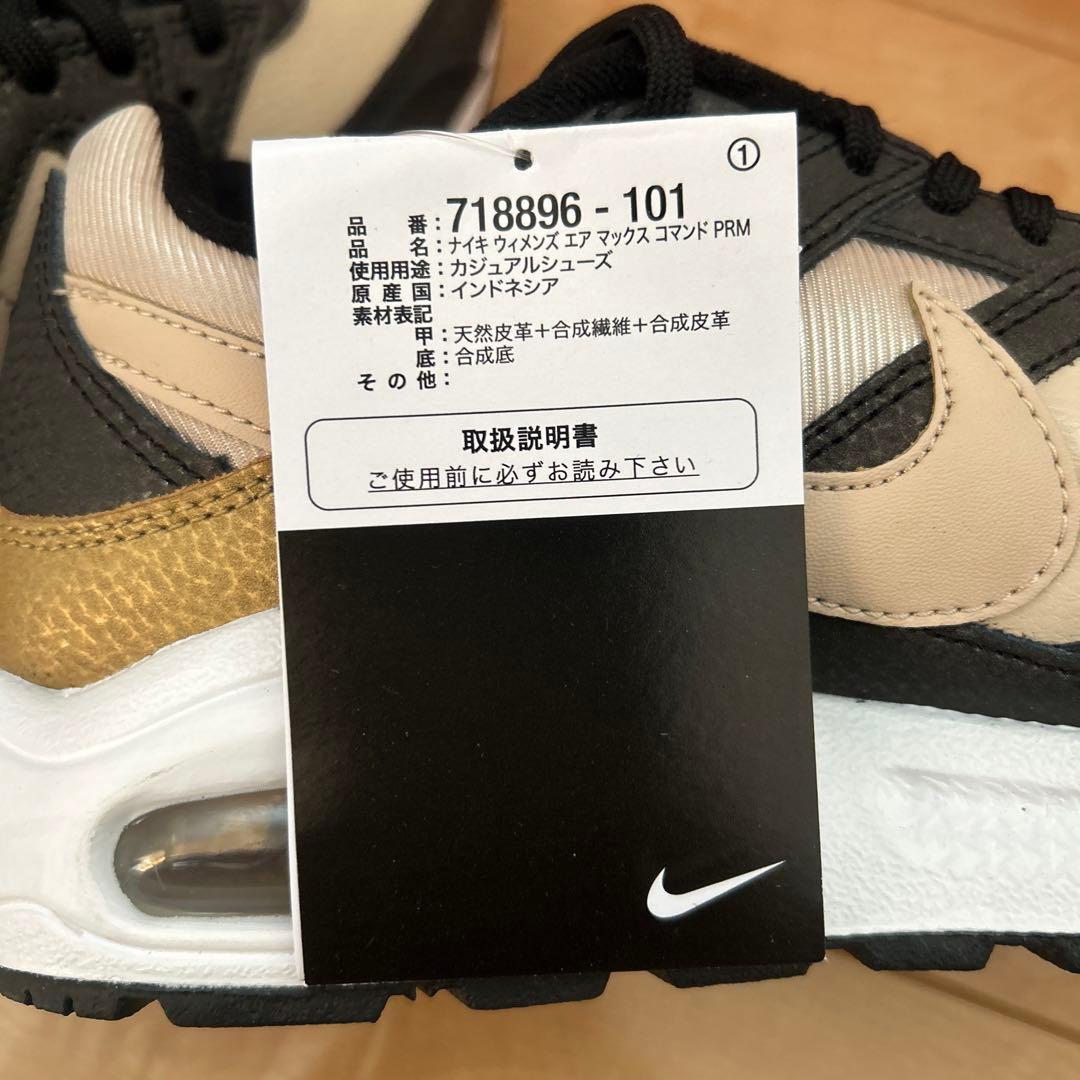 ①
品番：718896 - 101
品名：ナイキ ウィメンズ エア マックス コマンド PRM
使用用途：カジュアルシューズ
原産国：インドネシア
素材表記
甲：天然皮革＋合成繊維＋合成皮革
底：合成底
その他：
取扱説明書
ご使用前に必ずお読み下さい